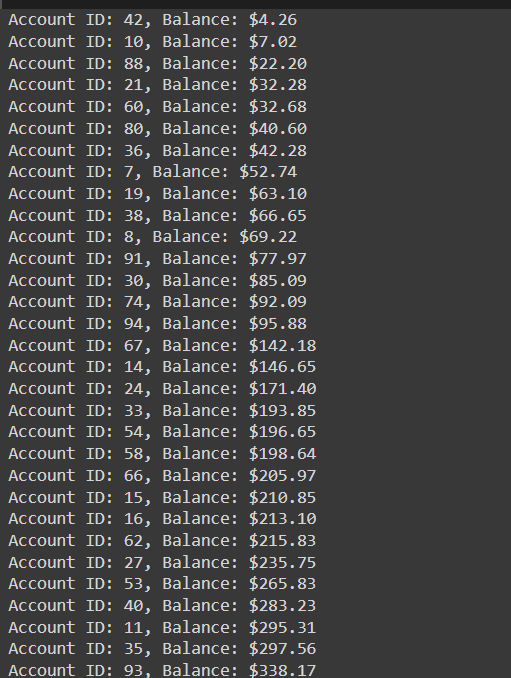 Account ID: 42, Balance: $4.26
Account ID: 10, Balance: $7.02
Account ID: 88, Balance: $22.20
Account ID: 21, Balance: $32.28
Account ID: 60, Balance: $32.68
Account ID: 80, Balance: $40.60
Account ID: 36, Balance: $42.28
Account ID: 7, Balance: $52.74
Account ID: 19, Balance: $63.10
Account ID: 38, Balance: $66.65
Account ID: 8, Balance: $69.22
Account ID: 91, Balance: $77.97
Account ID: 30, Balance: $85.09
Account ID: 74, Balance: $92.09
Account ID: 94, Balance: $95.88
Account ID: 67, Balance: $142.18
Account ID: 14, Balance: $146.65
Account ID: 24, Balance: $171.40
Account ID: 33, Balance: $193.85
Account ID: 54, Balance: $196.65
Account ID: 58, Balance: $198.64
Account ID: 66, Balance: $205.97
Account ID: 15, Balance: $210.85
Account ID: 16, Balance: $213.10
Account ID: 62, Balance: $215.83
Account ID: 27, Balance: $235.75
Account ID: 53, Balance: $265.83
Account ID: 40, Balance: $283.23
Account ID: 11, Balance: $295.31
Account ID: 35, Balance: $297.56
Account ID: 93, Balance: $338.17